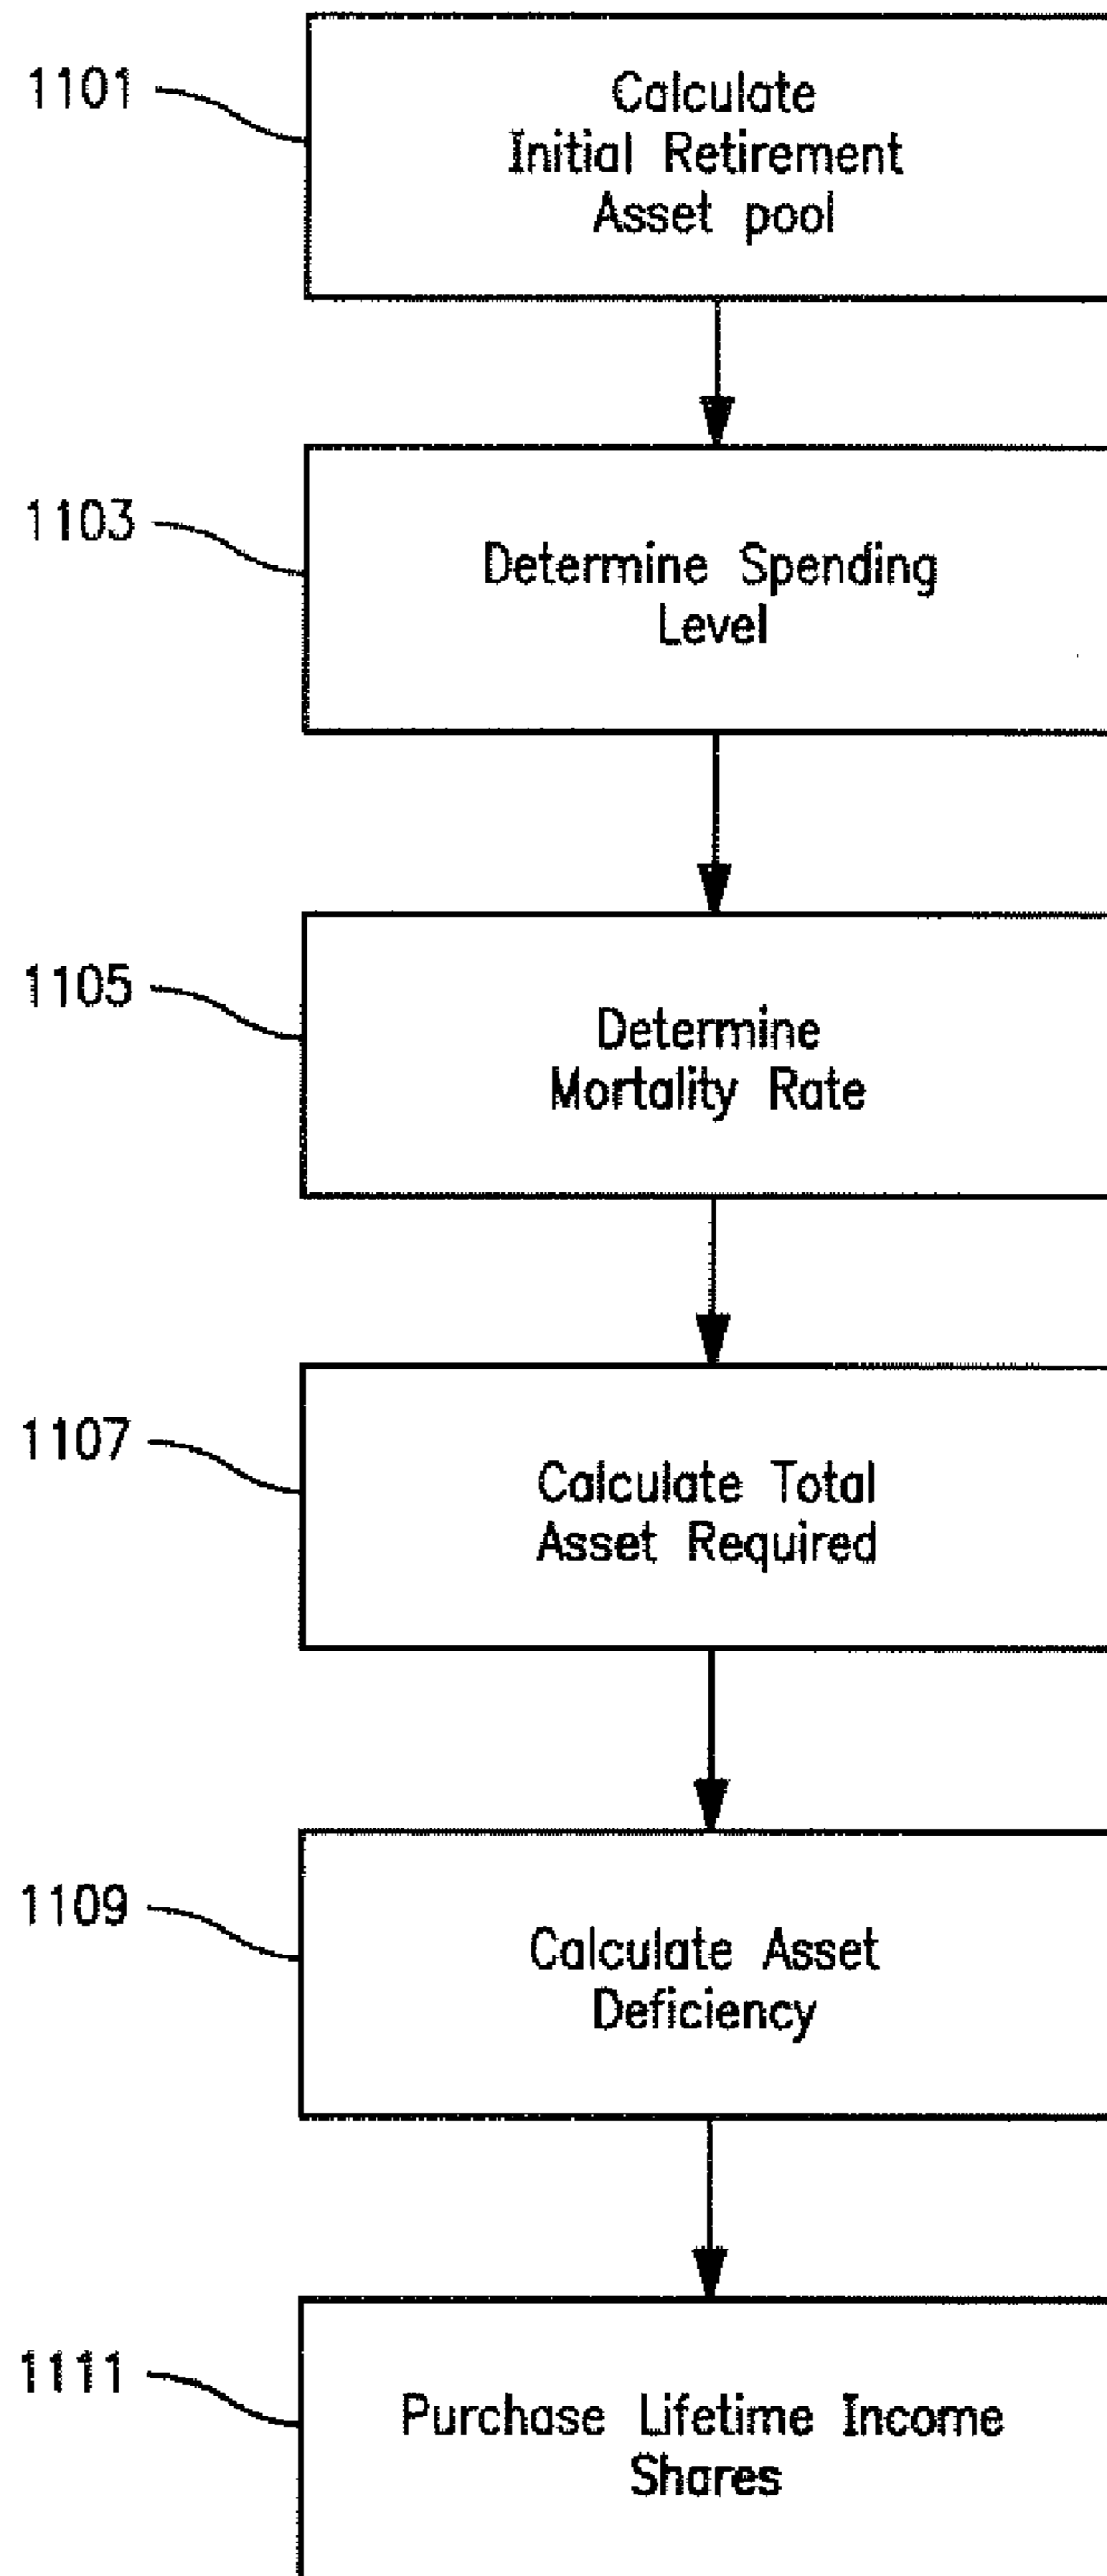 1101
Calculate
Initial Retirement
Asset pool
1103
Determine Spending
Level
1105
Determine
Mortality Rate
1107
Calculate Total
Asset Required
1109
Calculate Asset
Deficiency
1111
Purchase Lifetime Income
Shares